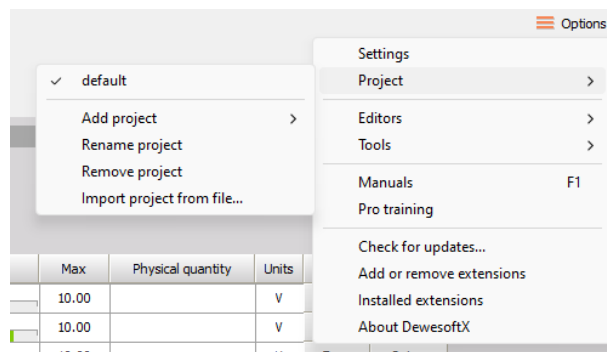 Options
Settings
Project
Editors
Tools
Manuals F1
Pro training
Check for updates...
Add or remove extensions
Installed extensions
About DewesoftX
default
Add project
Rename project
Remove project
Import project from file...
Max Physical quantity Units
10.00 V
10.00 V